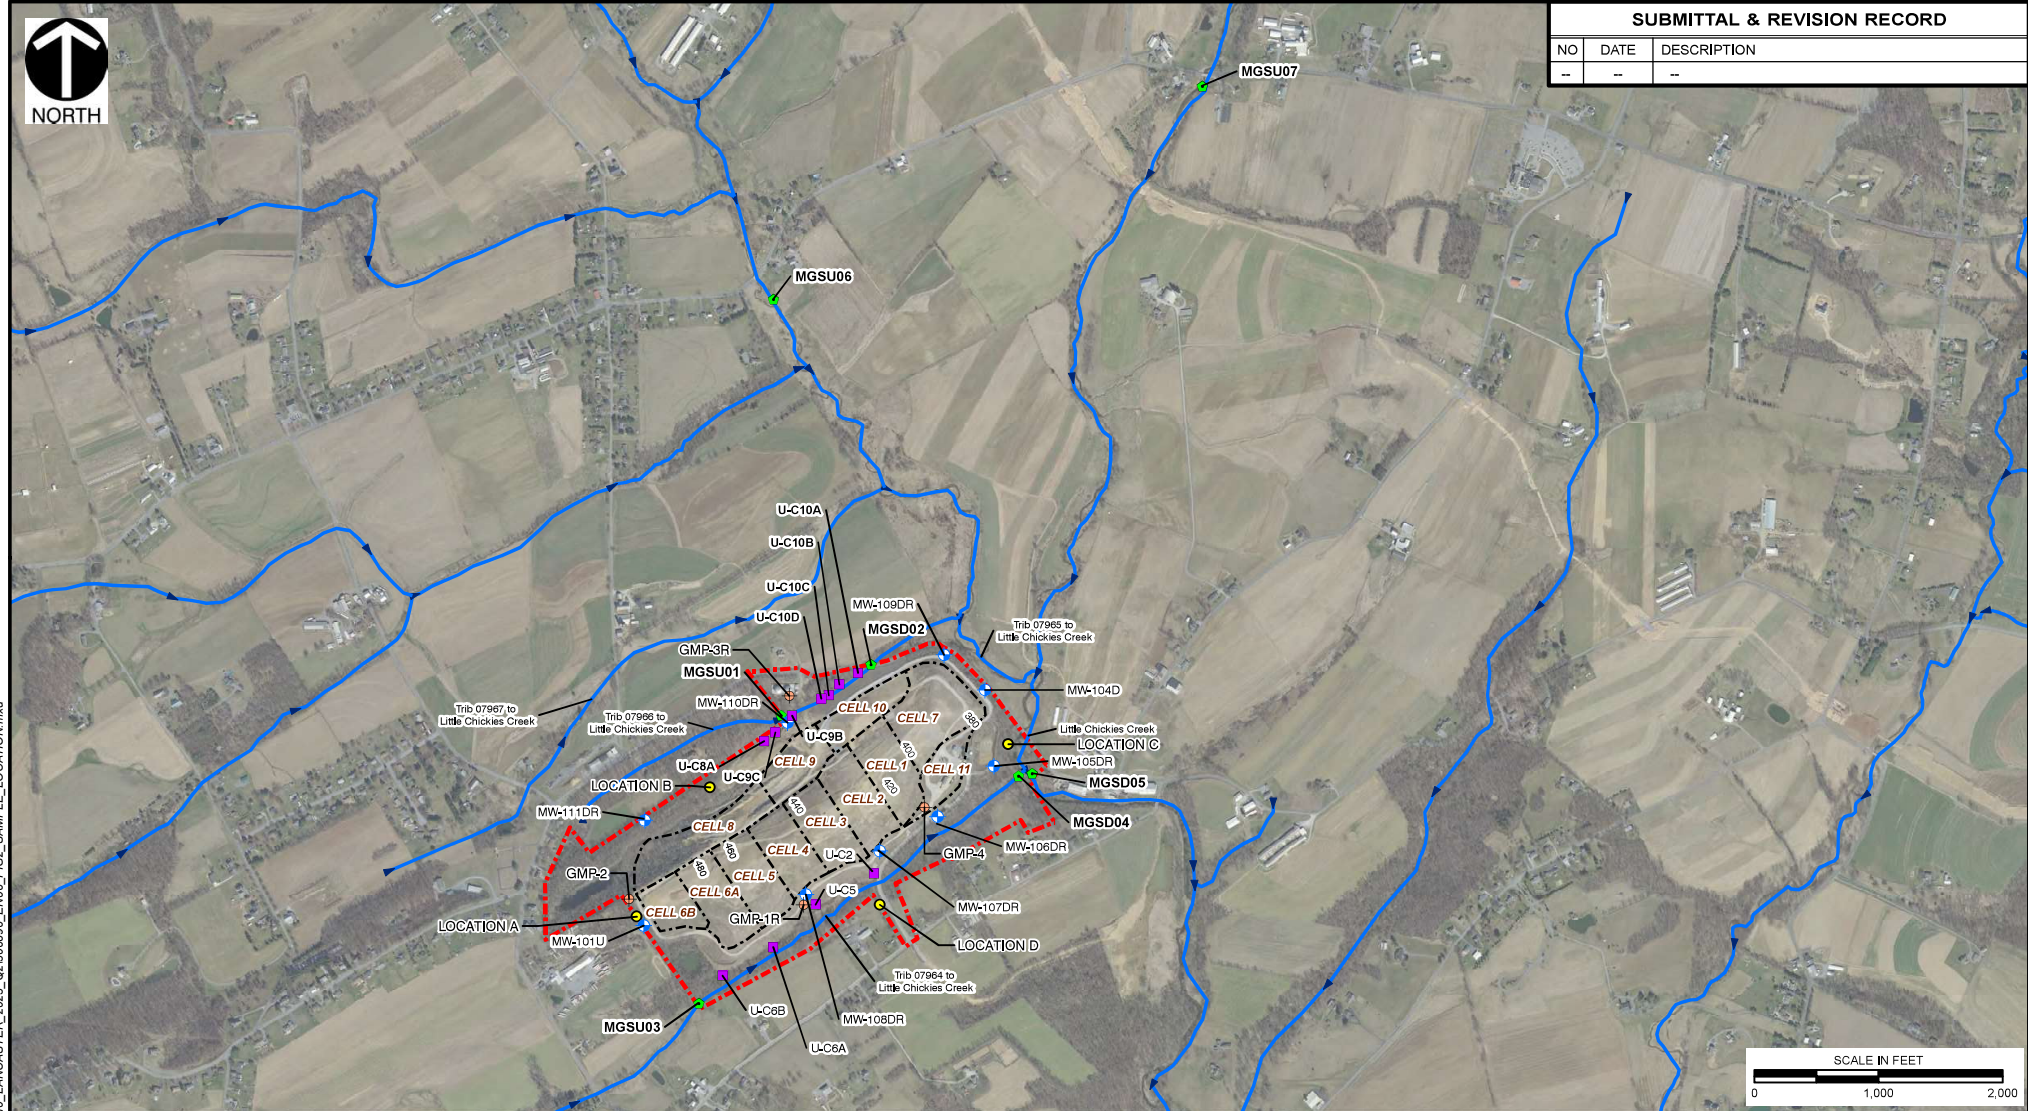 SUBMITTAL & REVISION RECORD
NO DATE DESCRIPTION
-- -- --
NORTH
MGSU07
MGSU06
U-C10A
U-C10B
U-C10C
MW-109DR
U-C10D
MGSD02
Trib 07965 to
Little Chickies Creek
GMP-3R
MGSU01
MW-104D
MW-110DR
Trib 07967 to
Little Chickies Creek
Trib 07966 to
Little Chickies Creek
CELL 10
CELL 7
380
Little Chickies Creek
U-C9B
LOCATION C
400
CELL 9
CELL 1
CELL 11
MW-105DR
U-C8A
U-C9C
MGSD05
LOCATION B
420
CELL 2
440
MW-111DR
CELL 3
MGSD04
CELL 8
MW-106DR
460
CELL 4
U-C2
GMP-4
480
GMP-2
CELL 5
CELL 6A
U-C5
MW-107DR
CELL 6B
GMP-1R
LOCATION A
MW-101U
LOCATION D
Trib 07964 to
Little Chickies Creek
U-C6B
MW-108DR
MGSU03
U-C6A
SCALE IN FEET
0 1,000 2,000